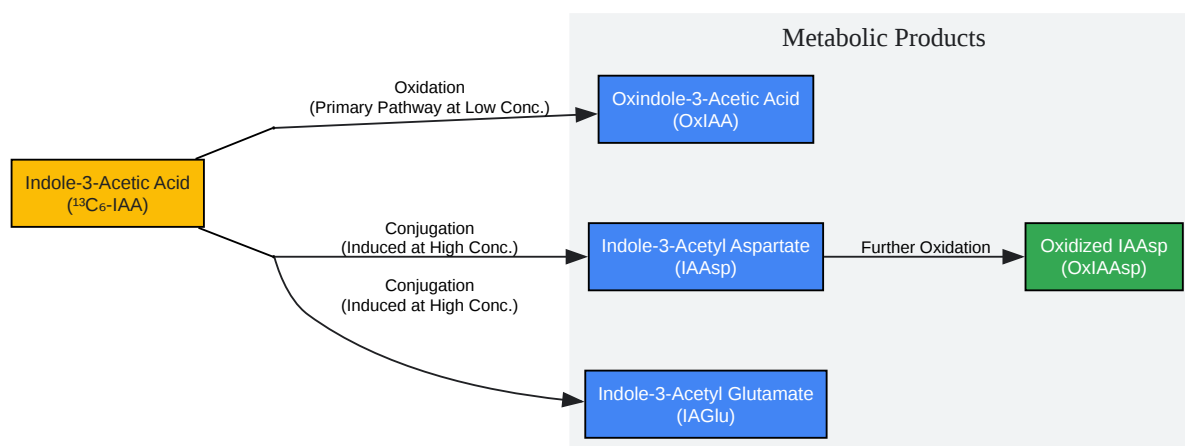 Metabolic Products
Oxidation
(Primary Pathway at Low Conc.)
Oxindole-3-Acetic Acid
(OxIAA)
Indole-3-Acetic Acid
(¹³C₆-IAA)
Conjugation
(Induced at High Conc.)
Indole-3-Acetyl Aspartate
(IAAsp)
Further Oxidation
Oxidized IAAsp
(OxIAAsp)
Conjugation
(Induced at High Conc.)
Indole-3-Acetyl Glutamate
(IAGlu)